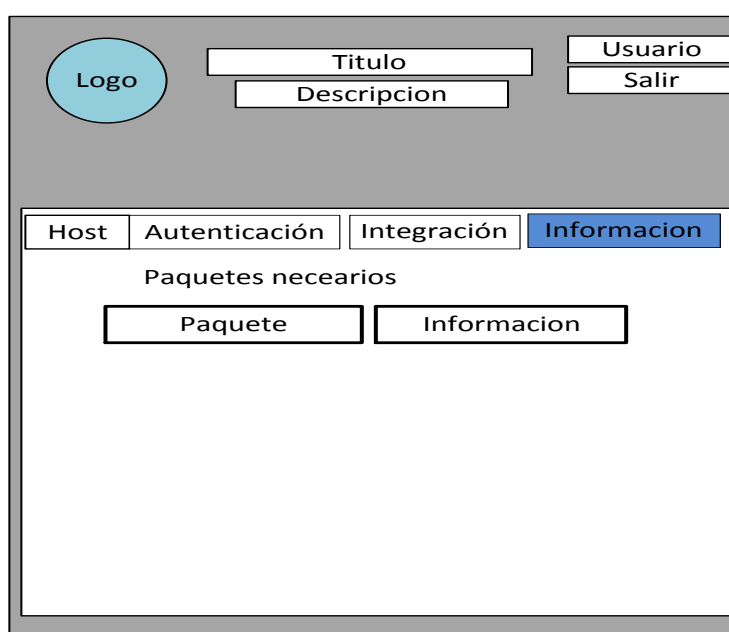 Logo
Titulo
Descripcion
Usuario
Salir
Host
Autenticación
Integración
Informacion
Paquetes necearios
Paquete
Informacion